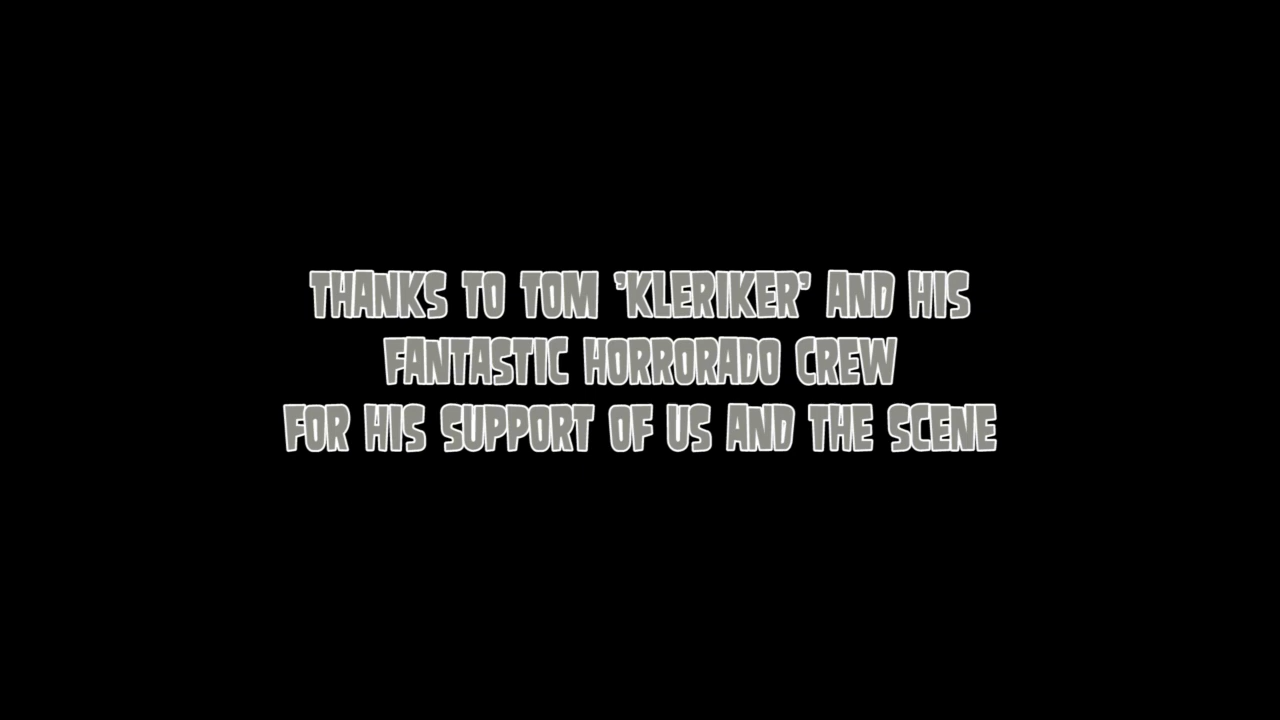 THANKS TO TOM 'KLERIKER' AND HIS
FANTASTIC HORRORADO CREW
FOR HIS SUPPORT OF US AND THE SCENE